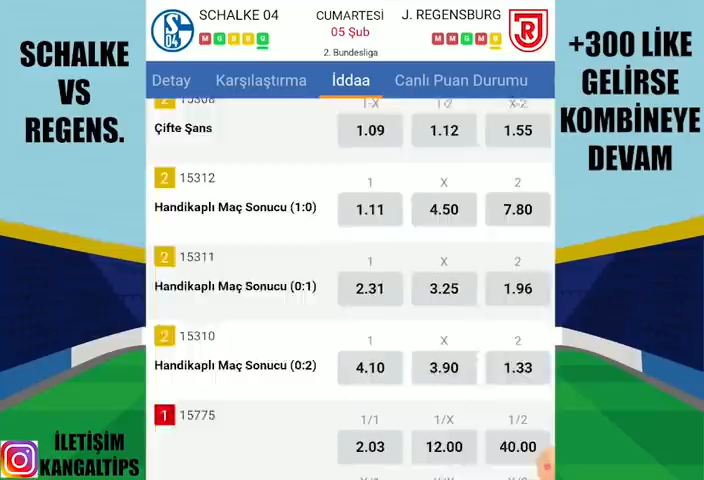 SCHALKE
VS
REGENS.
SCHALKE 04
M G B B G
CUMARTESİ
05 Şub
2. Bundesliga
J. REGENSBURG
M M G M B
+300 LİKE
GELİRSE
KOMBİNEYE
DEVAM
Detay Karşılaştırma İddaa Canlı Puan Durumu
2 15308 1-X 1-2 X-2
Çifte Şans 1.09 1.12 1.55
2 15312 1 X 2
Handikaplı Maç Sonucu (1:0) 1.11 4.50 7.80
2 15311 1 X 2
Handikaplı Maç Sonucu (0:1) 2.31 3.25 1.96
2 15310 1 X 2
Handikaplı Maç Sonucu (0:2) 4.10 3.90 1.33
1 15775 1/1 1/X 1/2
2.03 12.00 40.00
İLETİŞİM
KANGALTİPS